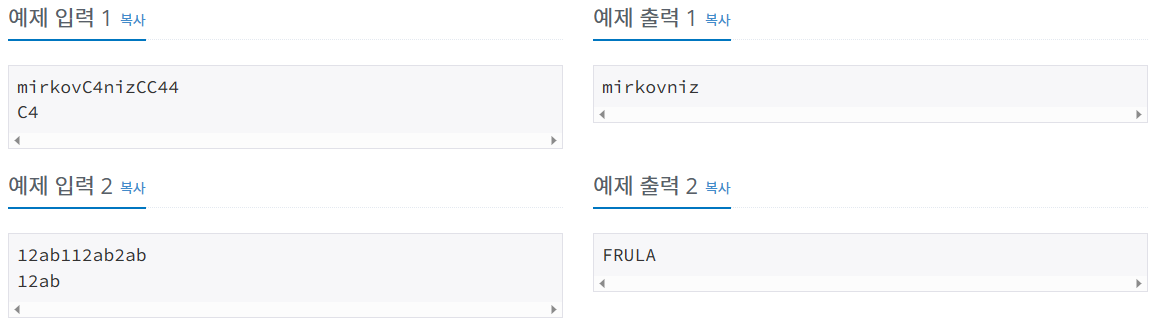 예제 입력 1 복사
mirkovC4nizCC44
C4
예제 출력 1 복사
mirkovniz
예제 입력 2 복사
12ab112ab2ab
12ab
예제 출력 2 복사
FRULA